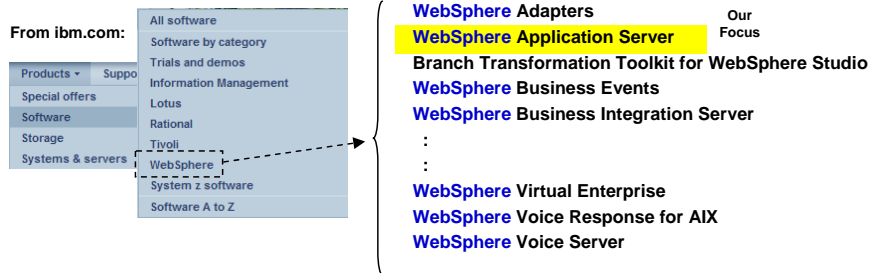 From ibm.com:
Products Suppo
Special offers
Software
Storage
Systems & servers
All software
Software by category
Trials and demos
Information Management
Lotus
Rational
Tivoli
WebSphere
System z software
Software A to Z
WebSphere Adapters
WebSphere Application Server
Branch Transformation Toolkit for WebSphere Studio
WebSphere Business Events
WebSphere Business Integration Server
:
:
WebSphere Virtual Enterprise
WebSphere Voice Response for AIX
WebSphere Voice Server
Our
Focus